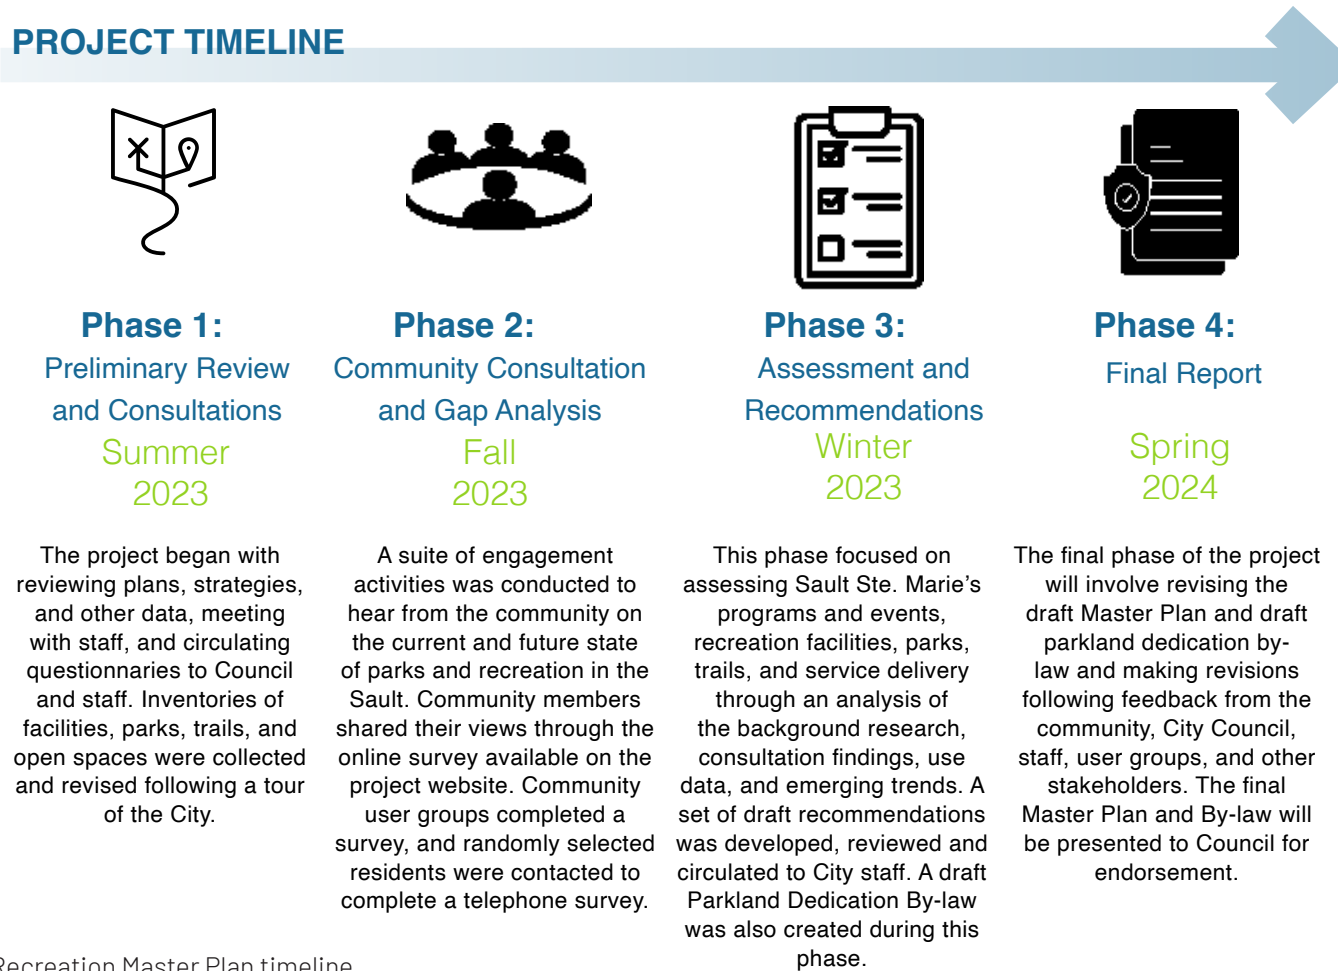 PROJECT TIMELINE
Phase 1:
Preliminary Review
and Consultations
Summer
2023
The project began with
reviewing plans, strategies,
and other data, meeting
with staff, and circulating
questionnaries to Council
and staff. Inventories of
facilities, parks, trails, and
open spaces were collected
and revised following a tour
of the City.
Phase 2:
Community Consultation
and Gap Analysis
Fall
2023
A suite of engagement
activities was conducted to
hear from the community on
the current and future state
of parks and recreation in the
Sault. Community members
shared their views through the
online survey available on the
project website. Community
user groups completed a
survey, and randomly selected
residents were contacted to
complete a telephone survey.
Phase 3:
Assessment and
Recommendations
Winter
2023
This phase focused on
assessing Sault Ste. Marie’s
programs and events,
recreation facilities, parks,
trails, and service delivery
through an analysis of
the background research,
consultation findings, use
data, and emerging trends. A
set of draft recommendations
was developed, reviewed and
circulated to City staff. A draft
Parkland Dedication By-law
was also created during this
phase.
Phase 4:
Final Report
Spring
2024
The final phase of the project
will involve revising the
draft Master Plan and draft
parkland dedication by-
law and making revisions
following feedback from the
community, City Council,
staff, user groups, and other
stakeholders. The final
Master Plan and By-law will
be presented to Council for
endorsement.
Recreation Master Plan timeline